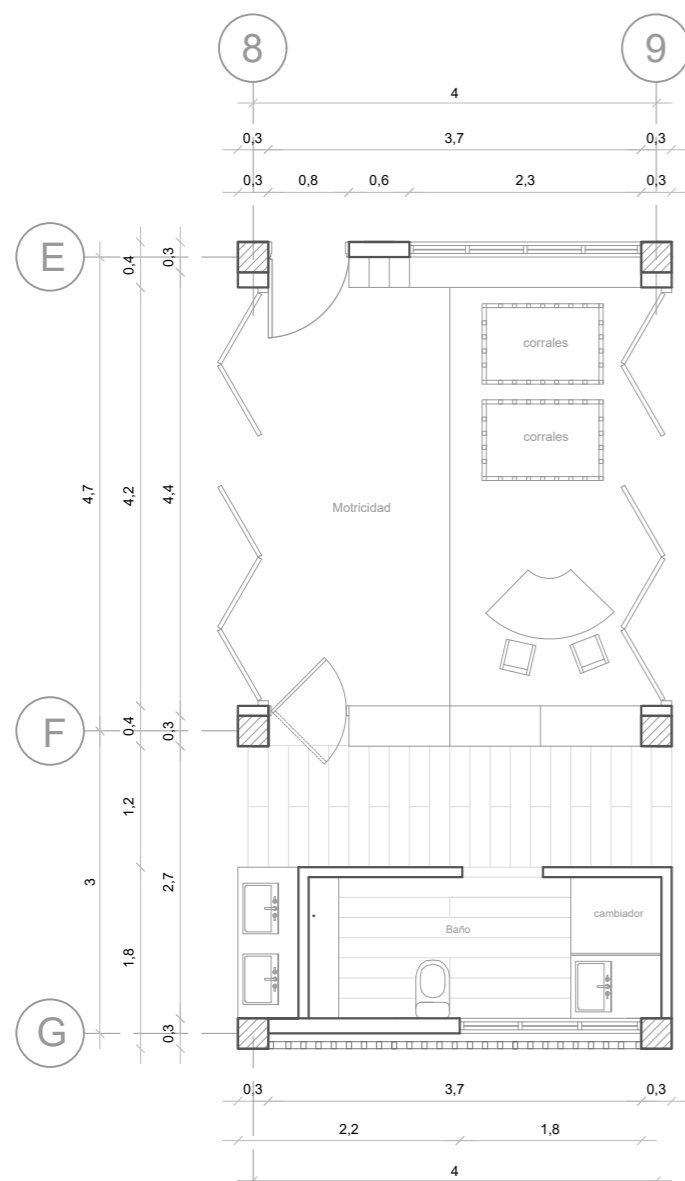 8 9
4
0,3 3,7 0,3
0,3 0,8 0,6 2,3 0,3
E
0,4
0,3
corrales
corrales
4,7
4,2
4,4
Motricidad
F
0,4
0,3
1,2
3
2,7
1,8
cambiador
Baño
G
0,3
0,3 3,7 0,3
2,2 1,8
4